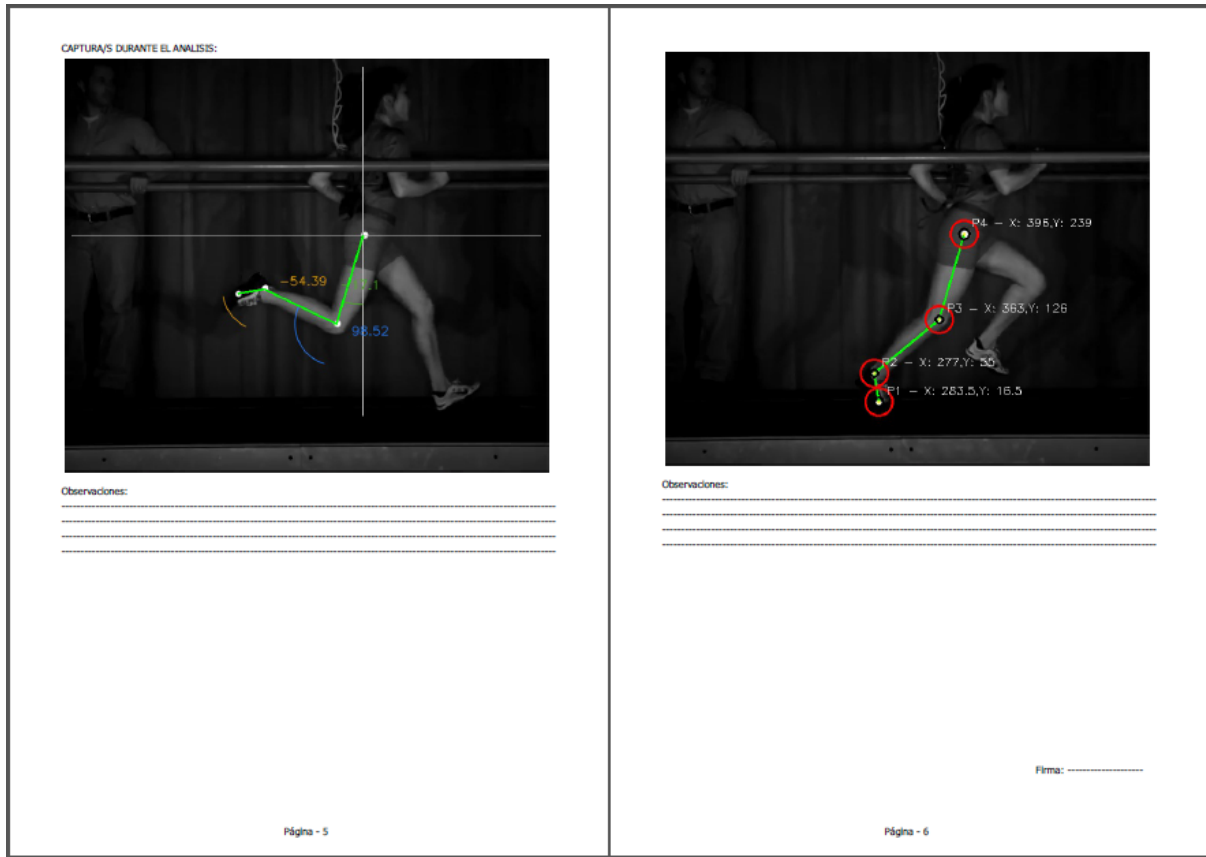 CAPTURA/S DURANTE EL ANALISIS:
-54.39
98.52
Observaciones:
Página - 5
P4 - X: 396,Y: 239
P3 - X: 363,Y: 126
P2 - X: 277,Y: 55
P1 - X: 283.5,Y: 16.5
Observaciones:
Firma: --------------------
Página - 6